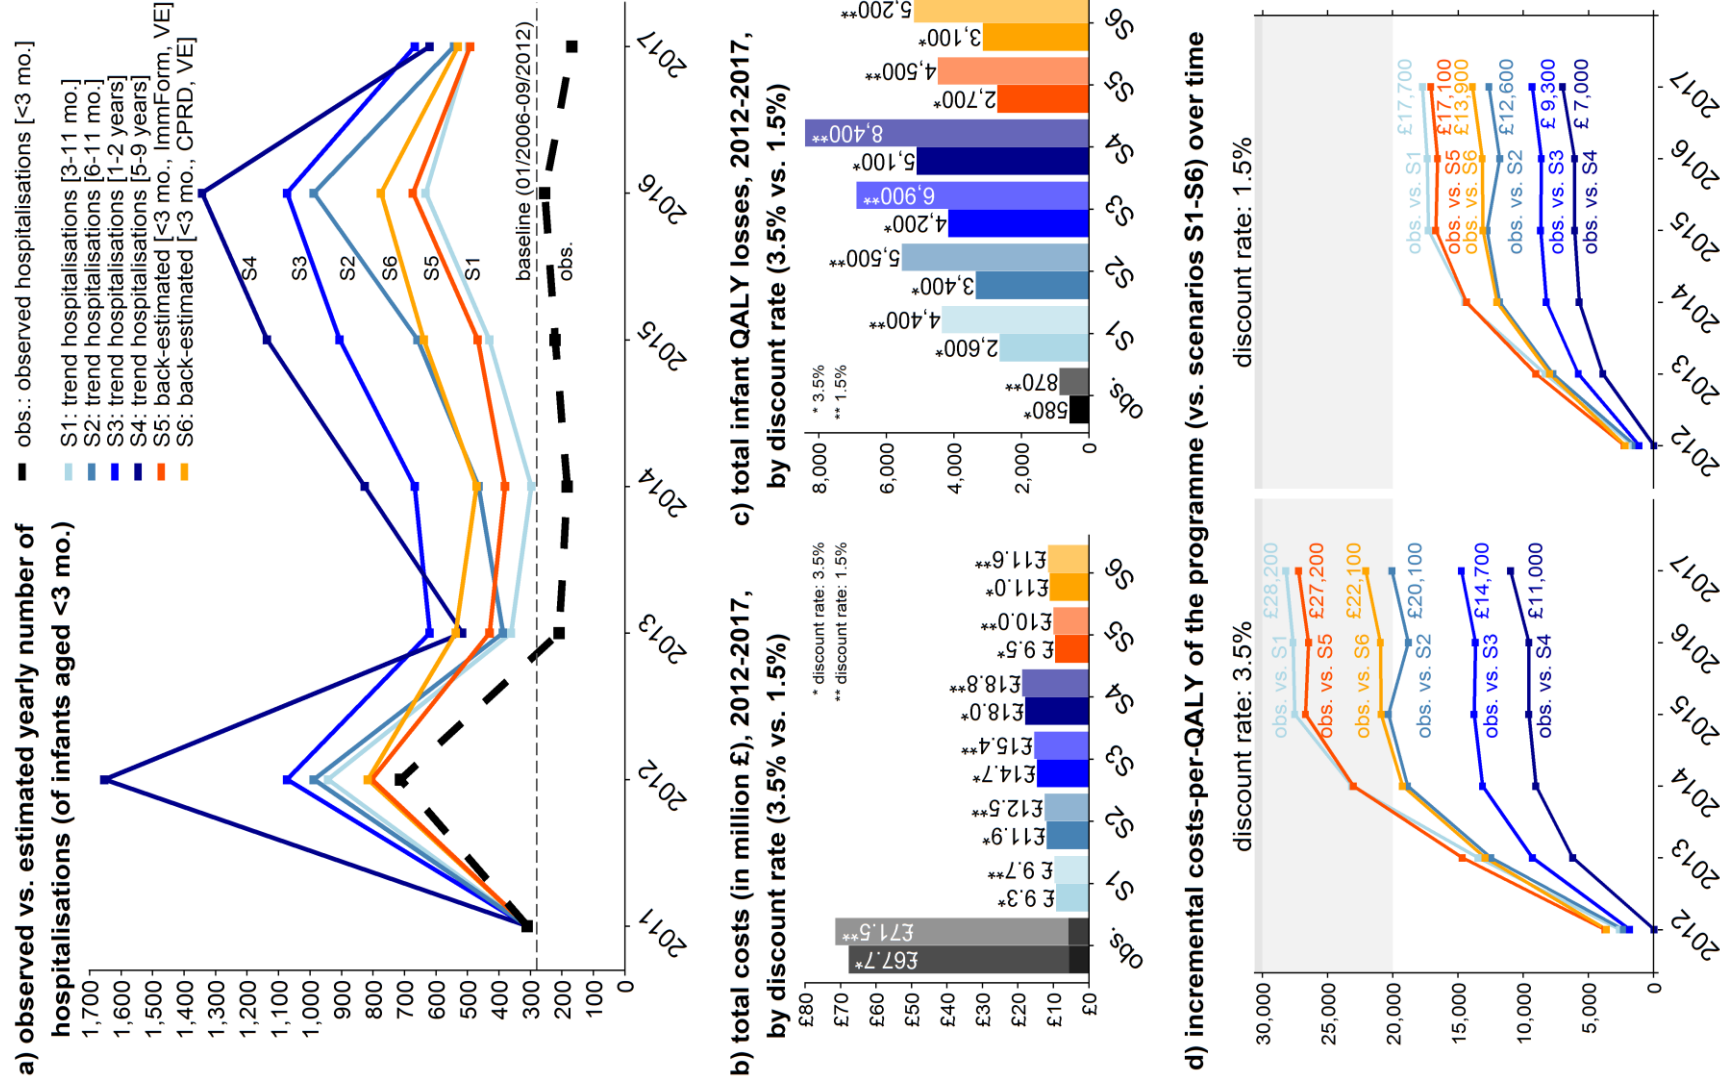 a) observed vs. estimated yearly number of
hospitalisations (of infants aged <3 mo.)
obs.: observed hospitalisations [<3 mo.]
S1: trend hospitalisations [3-11 mo.]
S2: trend hospitalisations [6-11 mo.]
S3: trend hospitalisations [1-2 years]
S4: trend hospitalisations [5-9 years]
S5: back-estimated [<3 mo., ImmForm, VE]
S6: back-estimated [<3 mo., CPRD, VE]
1,700
1,600
1,500
1,400
1,300
1,200
1,100
1,000
900
800
700
600
500
400
300
200
100
0
S4
S3
S2
S6
S5
S1
baseline (01/2006-09/2012)
obs.
2011
2012
2013
2014
2015
2016
2017
b) total costs (in million £), 2012-2017,
by discount rate (3.5% vs. 1.5%)
* discount rate: 3.5%
** discount rate: 1.5%
£80
£70
£60
£50
£40
£30
£20
£10
£0
£67.7*
£71.5**
£ 9.3*
£ 9.7**
£11.9*
£12.5**
£14.7*
£15.4**
£18.0*
£18.8**
£ 9.5*
£10.0**
£11.0*
£11.6**
obs.
S1
S2
S3
S4
S5
S6
c) total infant QALY losses, 2012-2017,
by discount rate (3.5% vs. 1.5%)
* 3.5%
** 1.5%
8,000
6,000
4,000
2,000
0
580*
870**
2,600*
4,400**
3,400*
5,500**
4,200*
6,900**
5,100*
8,400**
2,700*
4,500**
3,100*
5,200**
obs.
S1
S2
S3
S4
S5
S6
d) incremental costs-per-QALY of the programme (vs. scenarios S1-S6) over time
discount rate: 3.5%
30,000
25,000
20,000
15,000
10,000
5,000
0
obs. vs. S1 £28,200
obs. vs. S5 £27,200
obs. vs. S6 £22,100
obs. vs. S2 £20,100
obs. vs. S3 £14,700
obs. vs. S4 £11,000
2012
2013
2014
2015
2016
2017
discount rate: 1.5%
obs. vs. S1 £17,700
obs. vs. S5 £17,100
obs. vs. S6 £13,900
obs. vs. S2 £12,600
obs. vs. S3 £ 9,300
obs. vs. S4 £ 7,000
2012
2013
2014
2015
2016
2017